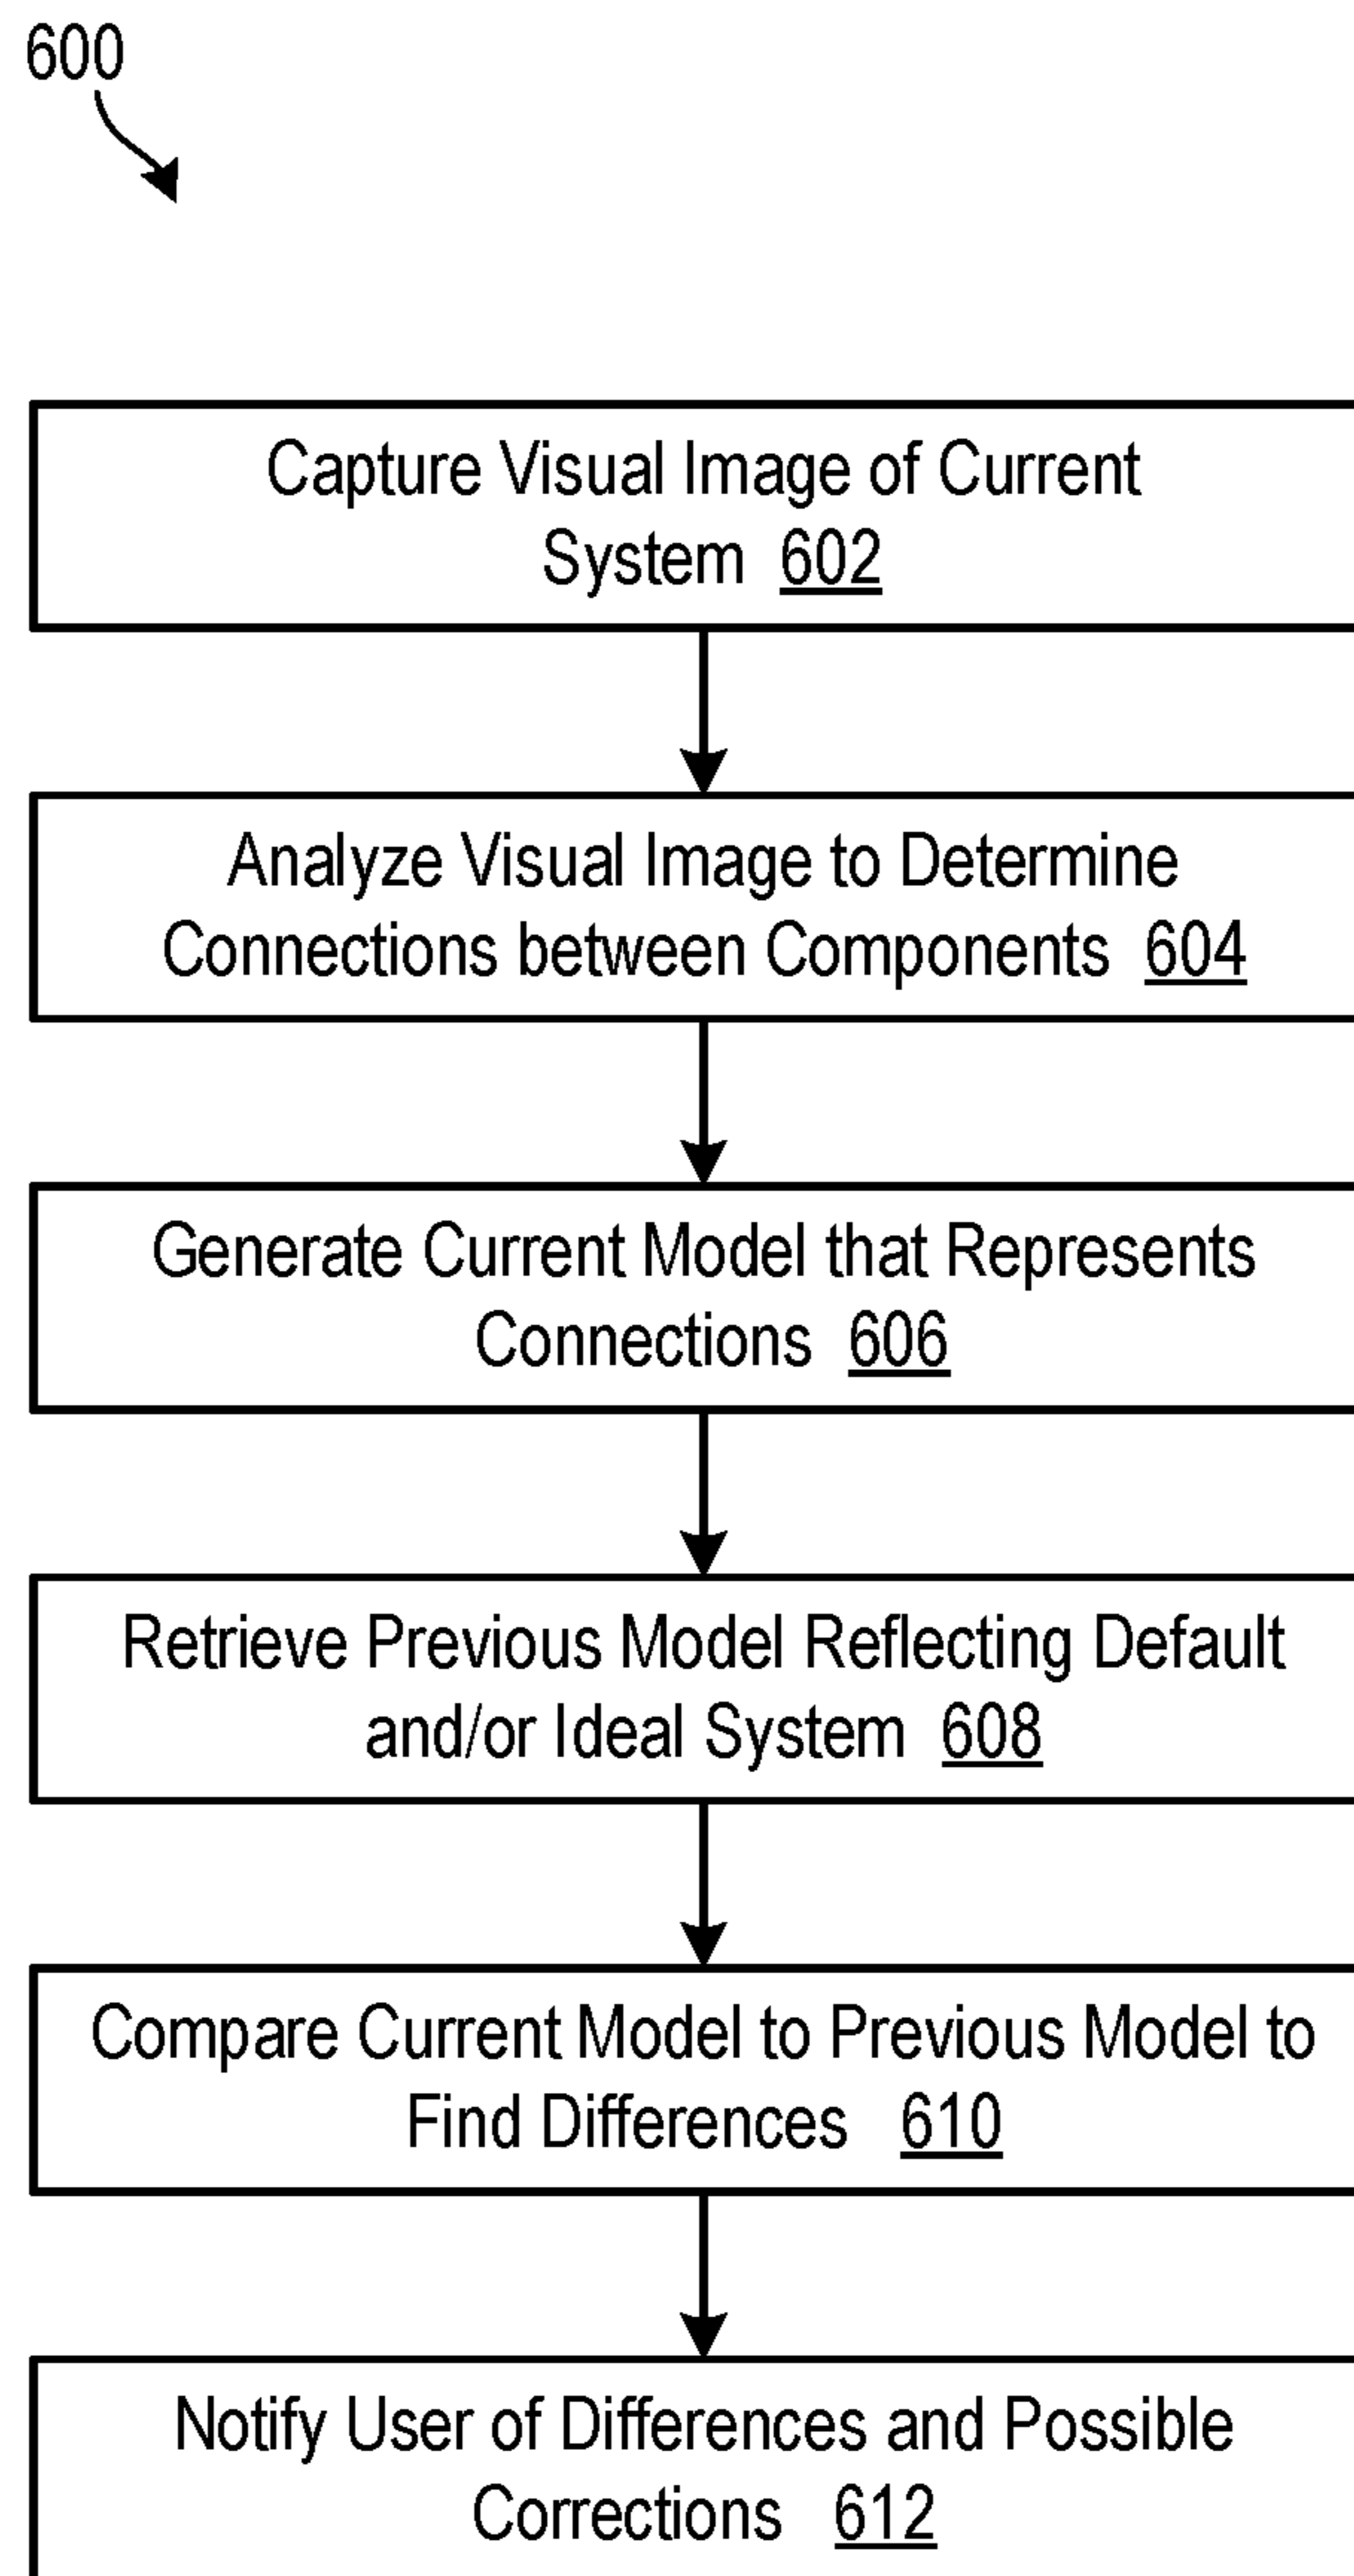 600
Capture Visual Image of Current
System 602
Analyze Visual Image to Determine
Connections between Components 604
Generate Current Model that Represents
Connections 606
Retrieve Previous Model Reflecting Default
and/or Ideal System 608
Compare Current Model to Previous Model to
Find Differences 610
Notify User of Differences and Possible
Corrections 612